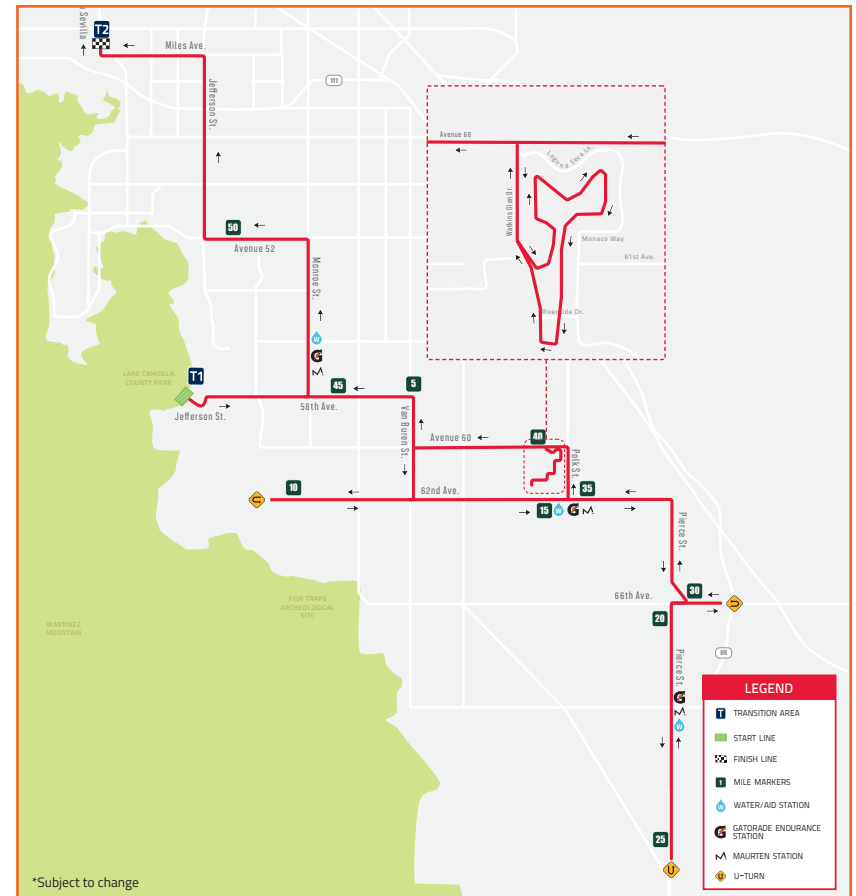 Sevilla
T2
Miles Ave.
111
Jefferson St.
Avenue 60
Laguna Seca Ln.
Watkins Glen Dr.
Monaco Way
61st Ave.
Riverside Dr.
50
Avenue 52
Monroe St.
W
G
LAKE CAHUILLA
COUNTY PARK
T1
45
5
Jefferson St.
58th Ave.
Van Buren St.
Avenue 60
40
Polk St.
10
62nd Ave.
35
15
W
G
Pierce St.
66th Ave.
30
20
FISH TRAPS
ARCHEOLOGICAL
SITE
MARTINEZ
MOUNTAIN
86
Pierce St.
G
W
25
U
LEGEND
T TRANSITION AREA
START LINE
FINISH LINE
1 MILE MARKERS
W WATER/AID STATION
G GATORADE ENDURANCE
STATION
MAURTEN STATION
U U-TURN
*Subject to change